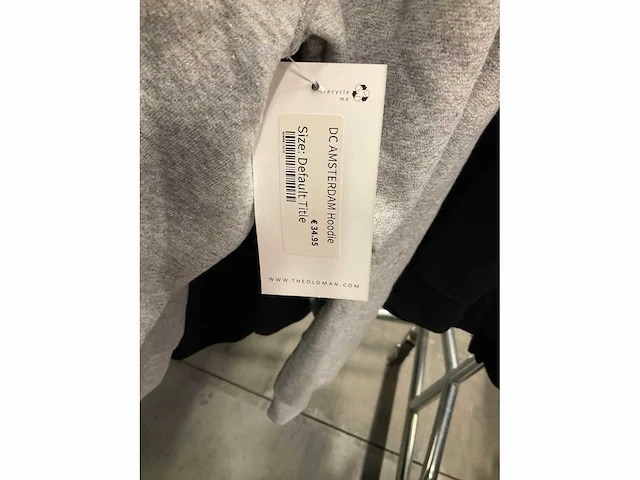 recycle
me
DC AMSTERDAM Hoodie
€ 34.95
Size: Default Title
WWW.THEOLDMAN.COM